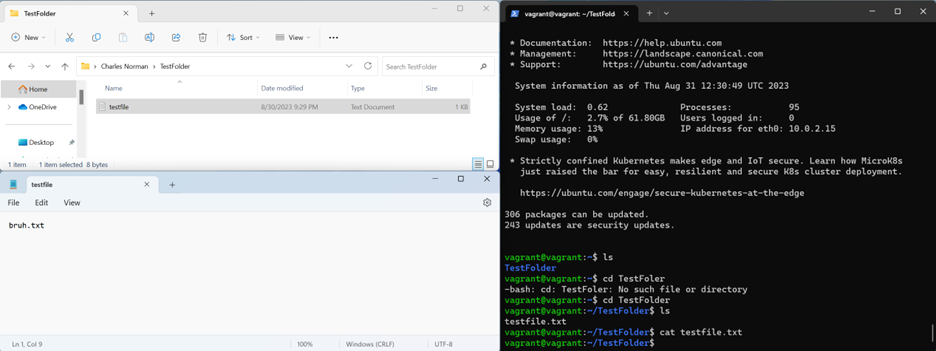 TestFolder
New
Sort
View
Charles Norman > TestFolder
Search TestFolder
Home
OneDrive
Desktop
Name Date modified Type Size
testfile 8/30/2023 9:29 PM Text Document 1 KB
1 item 1 item selected 8 bytes
testfile
File Edit View
bruh.txt
Ln 1, Col 9 100% Windows (CRLF) UTF-8
vagrant@vagrant: ~/TestFolder
* Documentation: https://help.ubuntu.com
* Management: https://landscape.canonical.com
* Support: https://ubuntu.com/advantage
System information as of Thu Aug 31 12:30:49 UTC 2023
System load: 0.62 Processes: 95
Usage of /: 2.7% of 61.80GB Users logged in: 0
Memory usage: 13% IP address for eth0: 10.0.2.15
Swap usage: 0%
* Strictly confined Kubernetes makes edge and IoT secure. Learn how MicroK8s
just raised the bar for easy, resilient and secure K8s cluster deployment.
https://ubuntu.com/engage/secure-kubernetes-at-the-edge
306 packages can be updated.
243 updates are security updates.
vagrant@vagrant:~$ ls
TestFolder
vagrant@vagrant:~$ cd TestFoler
-bash: cd: TestFoler: No such file or directory
vagrant@vagrant:~$ cd TestFolder
vagrant@vagrant:~/TestFolder$ ls
testfile.txt
vagrant@vagrant:~/TestFolder$ cat testfile.txt
vagrant@vagrant:~/TestFolder$